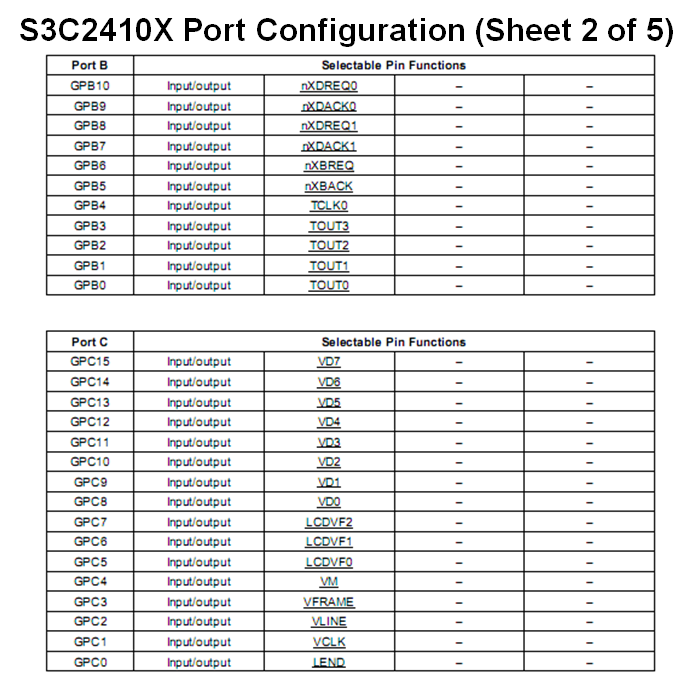 S3C2410X Port Configuration (Sheet 2 of 5)
Port B Selectable Pin Functions
GPB10 Input/output nXDREQ0 – –
GPB9 Input/output nXDACK0 – –
GPB8 Input/output nXDREQ1 – –
GPB7 Input/output nXDACK1 – –
GPB6 Input/output nXBREQ – –
GPB5 Input/output nXBACK – –
GPB4 Input/output TCLK0 – –
GPB3 Input/output TOUT3 – –
GPB2 Input/output TOUT2 – –
GPB1 Input/output TOUT1 – –
GPB0 Input/output TOUT0 – –
Port C Selectable Pin Functions
GPC15 Input/output VD7 – –
GPC14 Input/output VD6 – –
GPC13 Input/output VD5 – –
GPC12 Input/output VD4 – –
GPC11 Input/output VD3 – –
GPC10 Input/output VD2 – –
GPC9 Input/output VD1 – –
GPC8 Input/output VD0 – –
GPC7 Input/output LCDVF2 – –
GPC6 Input/output LCDVF1 – –
GPC5 Input/output LCDVF0 – –
GPC4 Input/output VM – –
GPC3 Input/output VFRAME – –
GPC2 Input/output VLINE – –
GPC1 Input/output VCLK – –
GPC0 Input/output LEND – –